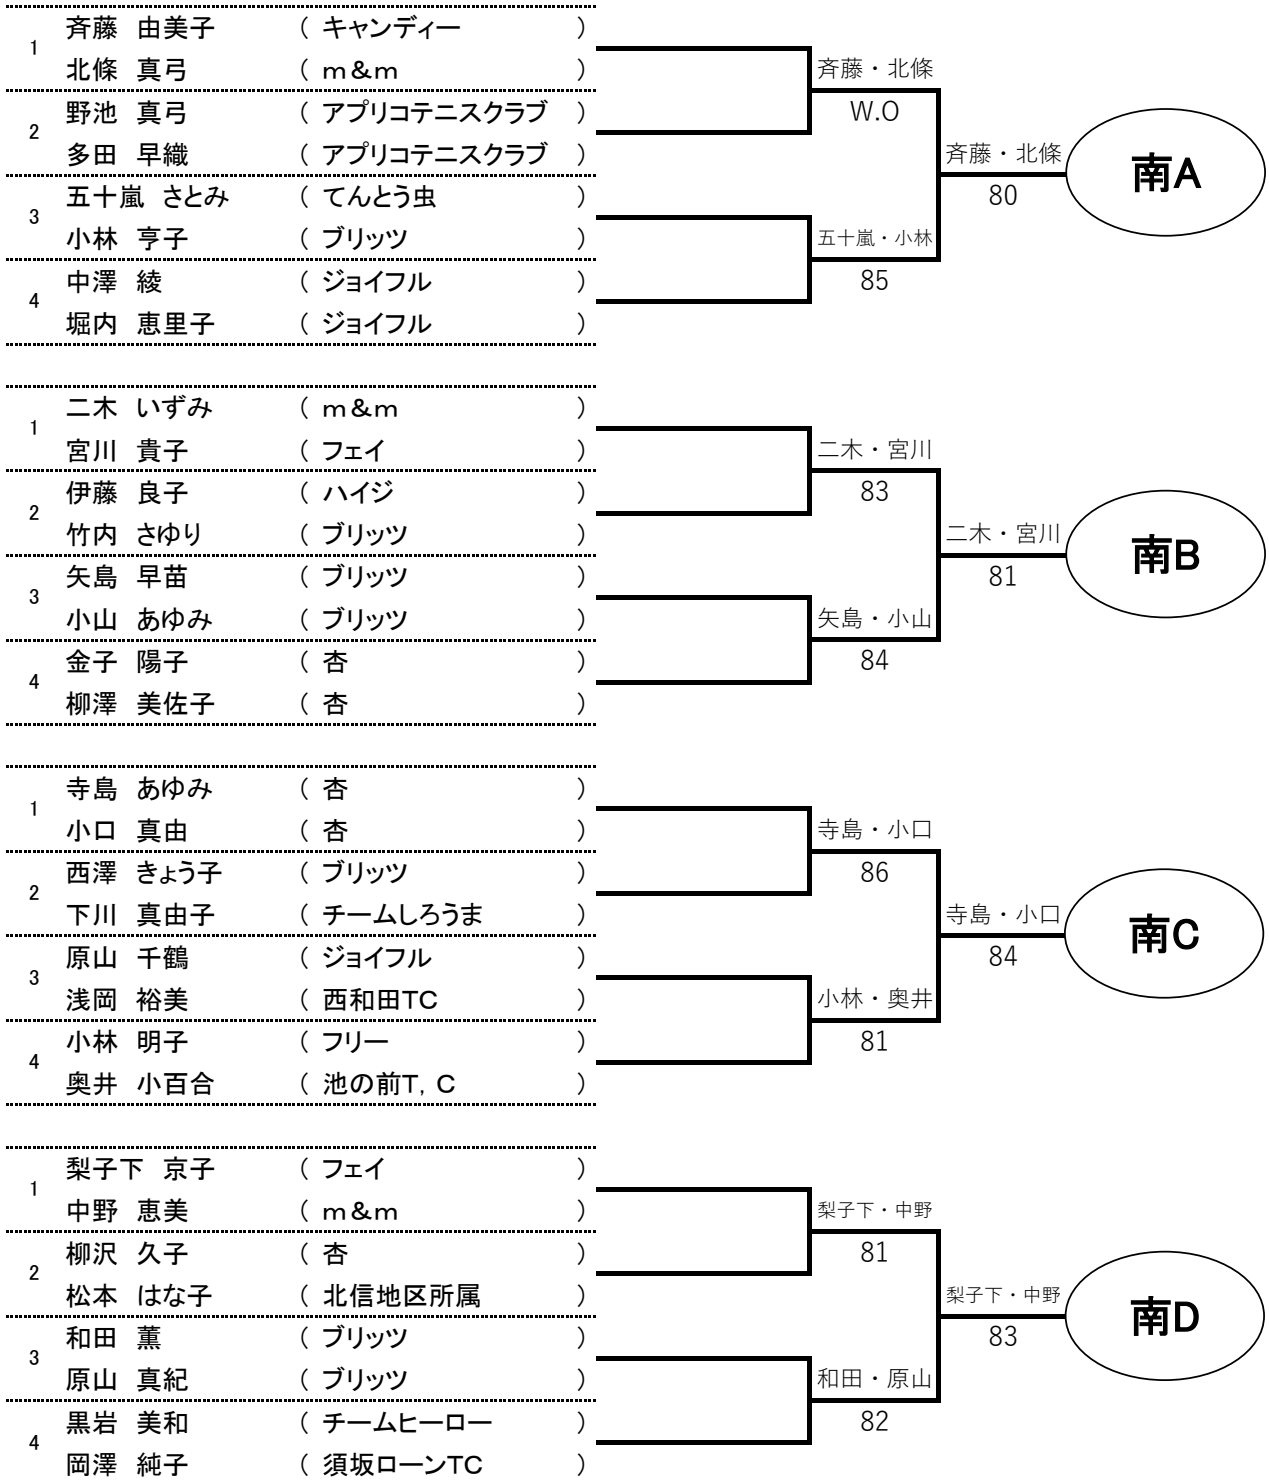 斉藤　由美子　（ キャンディー ）
1
北條　真弓　（ ｍ＆ｍ ）
斉藤・北條
野池　真弓　（ アプリコテニスクラブ ）
W.O
2
多田　早織　（ アプリコテニスクラブ ）
斉藤・北條
南A
80
五十嵐　さとみ　（ てんとう虫 ）
3
小林　亨子　（ ブリッツ ）
五十嵐・小林
中澤　綾　（ ジョイフル ）
85
4
堀内　恵里子　（ ジョイフル ）
二木　いずみ　（ ｍ＆ｍ ）
1
宮川　貴子　（ フェイ ）
二木・宮川
伊藤　良子　（ ハイジ ）
83
2
竹内　さゆり　（ ブリッツ ）
二木・宮川
南B
81
矢島　早苗　（ ブリッツ ）
3
小山　あゆみ　（ ブリッツ ）
矢島・小山
金子　陽子　（ 杏 ）
84
4
柳澤　美佐子　（ 杏 ）
寺島　あゆみ　（ 杏 ）
1
小口　真由　（ 杏 ）
寺島・小口
西澤　きょう子　（ ブリッツ ）
86
2
下川　真由子　（ チームしろうま ）
寺島・小口
南C
84
原山　千鶴　（ ジョイフル ）
3
浅岡　裕美　（ 西和田TC ）
小林・奥井
小林　明子　（ フリー ）
81
4
奥井　小百合　（ 池の前T，C ）
梨子下　京子　（ フェイ ）
1
中野　恵美　（ ｍ＆ｍ ）
梨子下・中野
柳沢　久子　（ 杏 ）
81
2
松本　はな子　（ 北信地区所属 ）
梨子下・中野
南D
83
和田　薫　（ ブリッツ ）
3
原山　真紀　（ ブリッツ ）
和田・原山
黒岩　美和　（ チームヒーロー ）
82
4
岡澤　純子　（ 須坂ローンTC ）